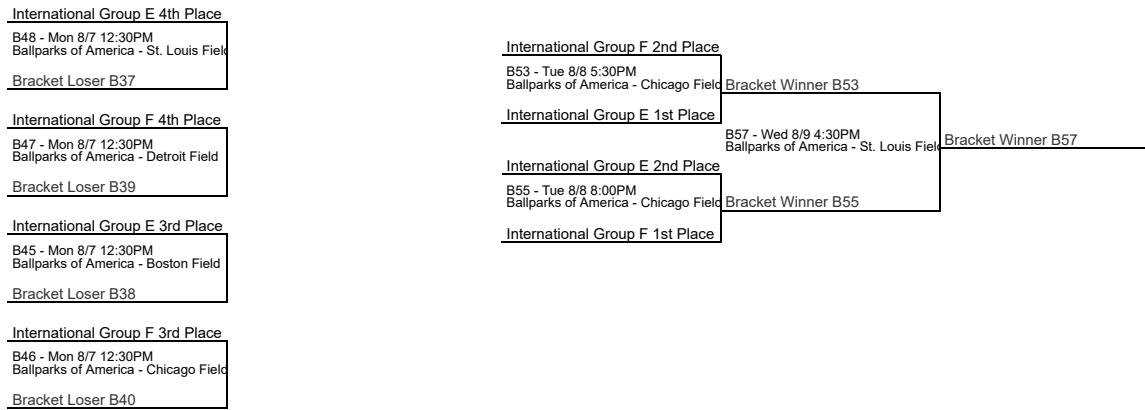 International Group E 4th Place
B48 - Mon 8/7 12:30PM
Ballparks of America - St. Louis Field
Bracket Loser B37
International Group F 4th Place
B47 - Mon 8/7 12:30PM
Ballparks of America - Detroit Field
Bracket Loser B39
International Group E 3rd Place
B45 - Mon 8/7 12:30PM
Ballparks of America - Boston Field
Bracket Loser B38
International Group F 3rd Place
B46 - Mon 8/7 12:30PM
Ballparks of America - Chicago Field
Bracket Loser B40
International Group F 2nd Place
B53 - Tue 8/8 5:30PM
Ballparks of America - Chicago Field
International Group E 1st Place
International Group E 2nd Place
B55 - Tue 8/8 8:00PM
Ballparks of America - Chicago Field
International Group F 1st Place
Bracket Winner B53
B57 - Wed 8/9 4:30PM
Ballparks of America - St. Louis Field
Bracket Winner B55
Bracket Winner B57